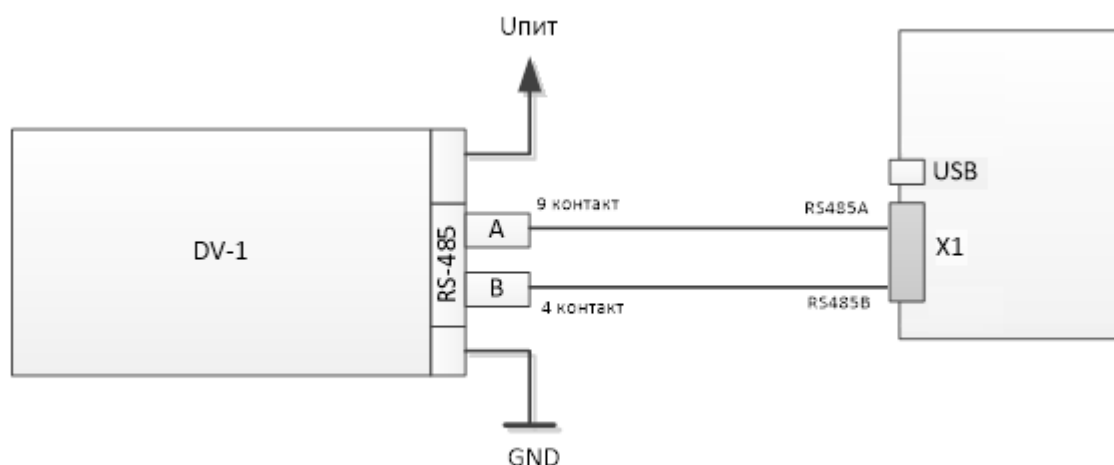 Uпит
USB
9 контакт
RS485A
A
DV-1
RS-485
X1
B
4 контакт
RS485B
GND